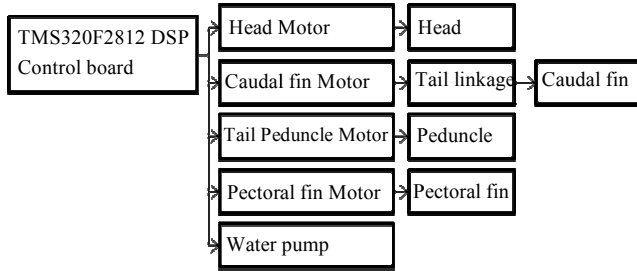 TMS320F2812 DSP
Control board
Head Motor
Head
Caudal fin Motor
Tail linkage
Caudal fin
Tail Peduncle Motor
Peduncle
Pectoral fin Motor
Pectoral fin
Water pump